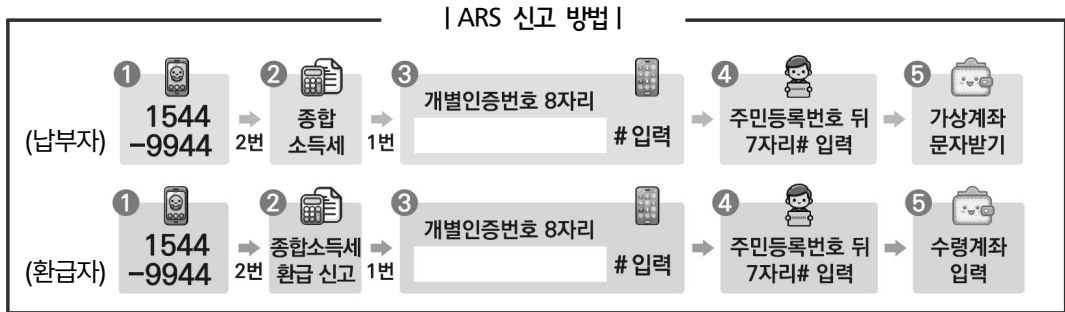 | ARS 신고 방법 |
(납부자)
1
1544
-9944
2번
2
종합
소득세
1번
3
개별인증번호 8자리
# 입력
4
주민등록번호 뒤
7자리# 입력
5
가상계좌
문자받기
(환급자)
1
1544
-9944
2번
2
종합소득세
환급 신고
1번
3
개별인증번호 8자리
# 입력
4
주민등록번호 뒤
7자리# 입력
5
수령계좌
입력